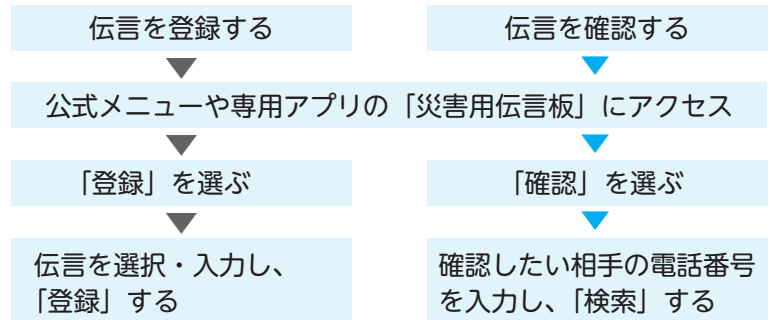 伝言を登録する
伝言を確認する
公式メニューや専用アプリの「災害用伝言板」にアクセス
「登録」を選ぶ
「確認」を選ぶ
伝言を選択・入力し、
「登録」する
確認したい相手の電話番号
を入力し、「検索」する